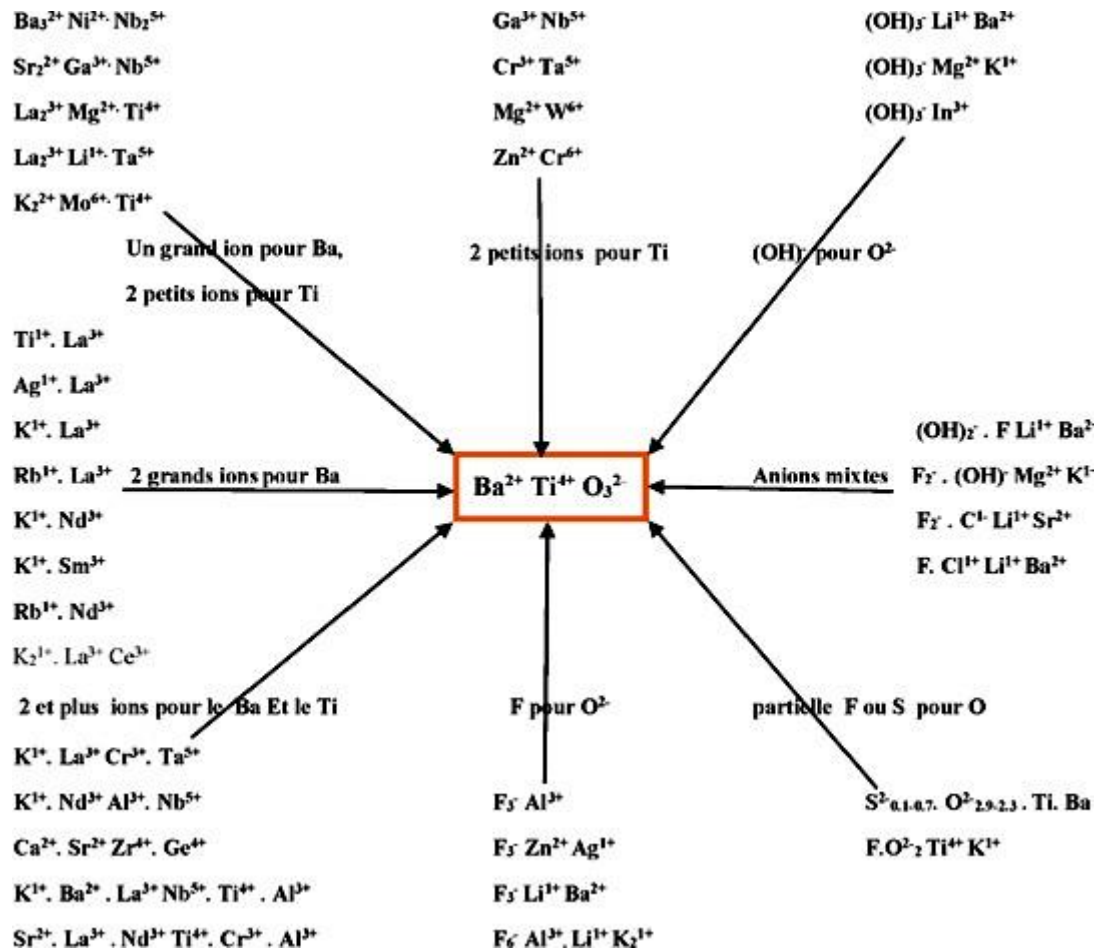 Ba₃²⁺ Ni²⁺· Nb₂⁵⁺
Sr₂²⁺ Ga³⁺· Nb⁵⁺
La₂³⁺ Mg²⁺· Ti⁴⁺
La₂³⁺ Li¹⁺· Ta⁵⁺
K₂²⁺ Mo⁶⁺· Ti⁴⁺
Un grand ion pour Ba,
2 petits ions pour Ti
Ga³⁺ Nb⁵⁺
Cr³⁺ Ta⁵⁺
Mg²⁺ W⁶⁺
Zn²⁺ Cr⁶⁺
2 petits ions pour Ti
(OH)₃⁻ Li¹⁺ Ba²⁺
(OH)₃⁻ Mg²⁺ K¹⁺
(OH)₃⁻ In³⁺
(OH)⁻ pour O²⁻
Ti¹⁺. La³⁺
Ag¹⁺. La³⁺
K¹⁺. La³⁺
Rb¹⁺. La³⁺
K¹⁺. Nd³⁺
K¹⁺. Sm³⁺
Rb¹⁺. Nd³⁺
K₂¹⁺. La³⁺ Ce³⁺
2 grands ions pour Ba
Ba²⁺ Ti⁴⁺ O₃²⁻
Anions mixtes
(OH)₂⁻ . F Li¹⁺ Ba²⁻
F₂⁻ . (OH)⁻ Mg²⁺ K¹⁻
F₂⁻ . C¹⁻ Li¹⁺ Sr²⁺
F. Cl¹⁺ Li¹⁺ Ba²⁺
2 et plus ions pour le Ba Et le Ti
K¹⁺. La³⁺ Cr³⁺. Ta⁵⁺
K¹⁺. Nd³⁺ Al³⁺. Nb⁵⁺
Ca²⁺. Sr²⁺ Zr⁴⁺. Ge⁴⁺
K¹⁺. Ba²⁺ . La³⁺ Nb⁵⁺. Ti⁴⁺ . Al³⁺
Sr²⁺. La³⁺ . Nd³⁺ Ti⁴⁺. Cr³⁺ . Al³⁺
F pour O²⁻
F₃⁻ Al³⁺
F₃⁻ Zn²⁺ Ag¹⁺
F₃⁻ Li¹⁺ Ba²⁺
F₆⁻ Al³⁺. Li¹⁺ K₂¹⁺
partielle F ou S pour O
S²⁻₀.₁₋₀.₇. O²⁻₂.₉₋₂.₃ . Ti. Ba
F.O²⁻₂ Ti⁴⁺ K¹⁺